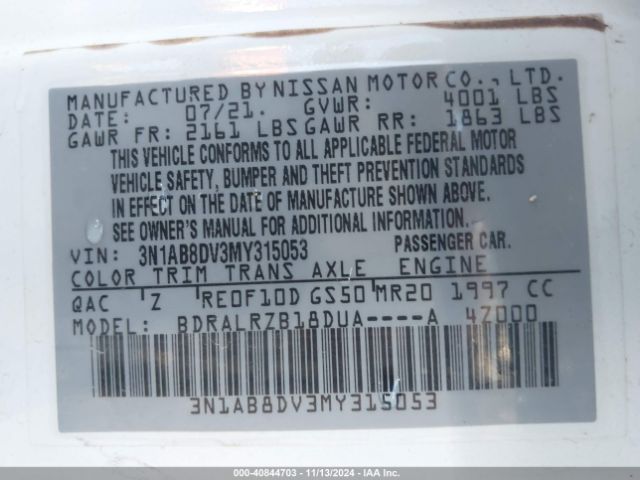 MANUFACTURED BY NISSAN MOTOR CO., LTD.
DATE: 07/21. GVWR: 4001 LBS
GAWR FR: 2161 LBS GAWR RR: 1863 LBS
THIS VEHICLE CONFORMS TO ALL APPLICABLE FEDERAL MOTOR
VEHICLE SAFETY, BUMPER AND THEFT PREVENTION STANDARDS
IN EFFECT ON THE DATE OF MANUFACTURE SHOWN ABOVE.
SEE OWNER'S MANUAL FOR ADDITIONAL INFORMATION.
VIN: 3N1AB8DV3MY315053 PASSENGER CAR.
COLOR TRIM TRANS AXLE ENGINE
QAC Z RE0F10D GS50 MR20 1997 CC
MODEL: BDRALRZB18DUA----A 47000
3N1AB8DV3MY315053
000-40844703 - 11/13/2024 - IAA Inc.